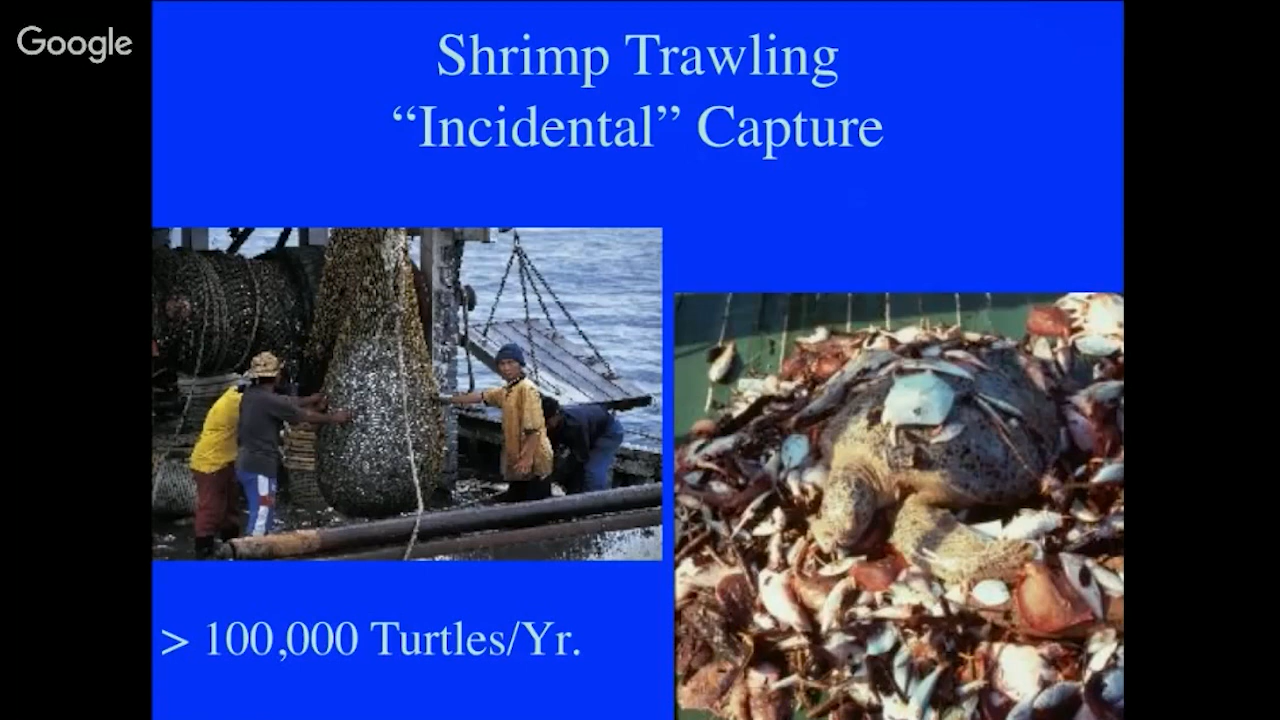 Google
Shrimp Trawling
“Incidental” Capture
> 100,000 Turtles/Yr.